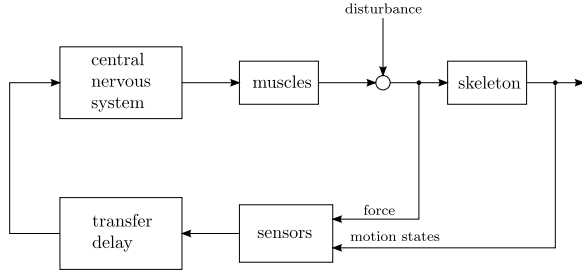 disturbance
central
nervous
system
muscles
skeleton
transfer
delay
sensors
force
motion states